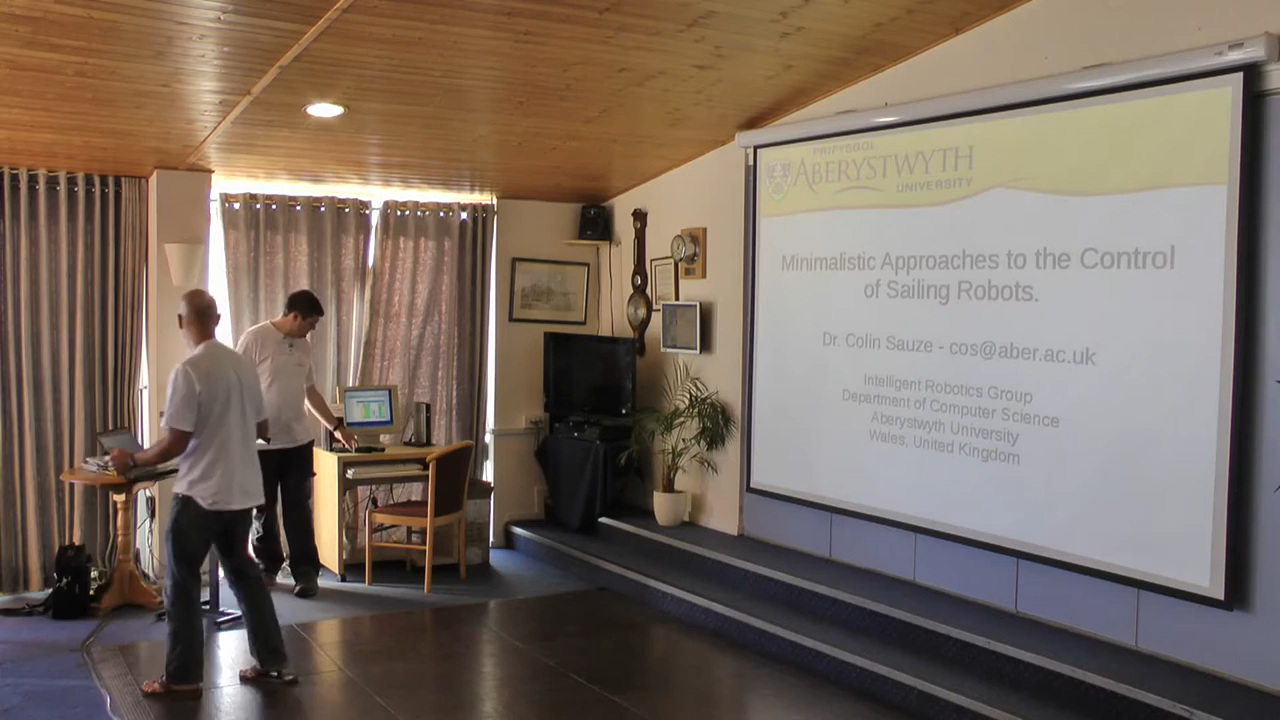 PRIFYSGOL
ABERYSTWYTH
UNIVERSITY
Minimalistic Approaches to the Control
of Sailing Robots.
Dr. Colin Sauze - cos@aber.ac.uk
Intelligent Robotics Group
Department of Computer Science
Aberystwyth University
Wales, United Kingdom